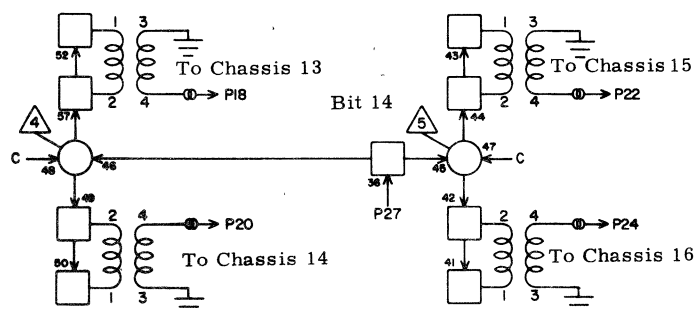 1 3
52
To Chassis 13
2 4
P18
57
4
C
48
46
49
2 4
P20
50
To Chassis 14
1 3
Bit 14
36
P27
1 3
43
To Chassis 15
2 4
P22
44
5
47
45
C
42
2 4
P24
41
To Chassis 16
1 3